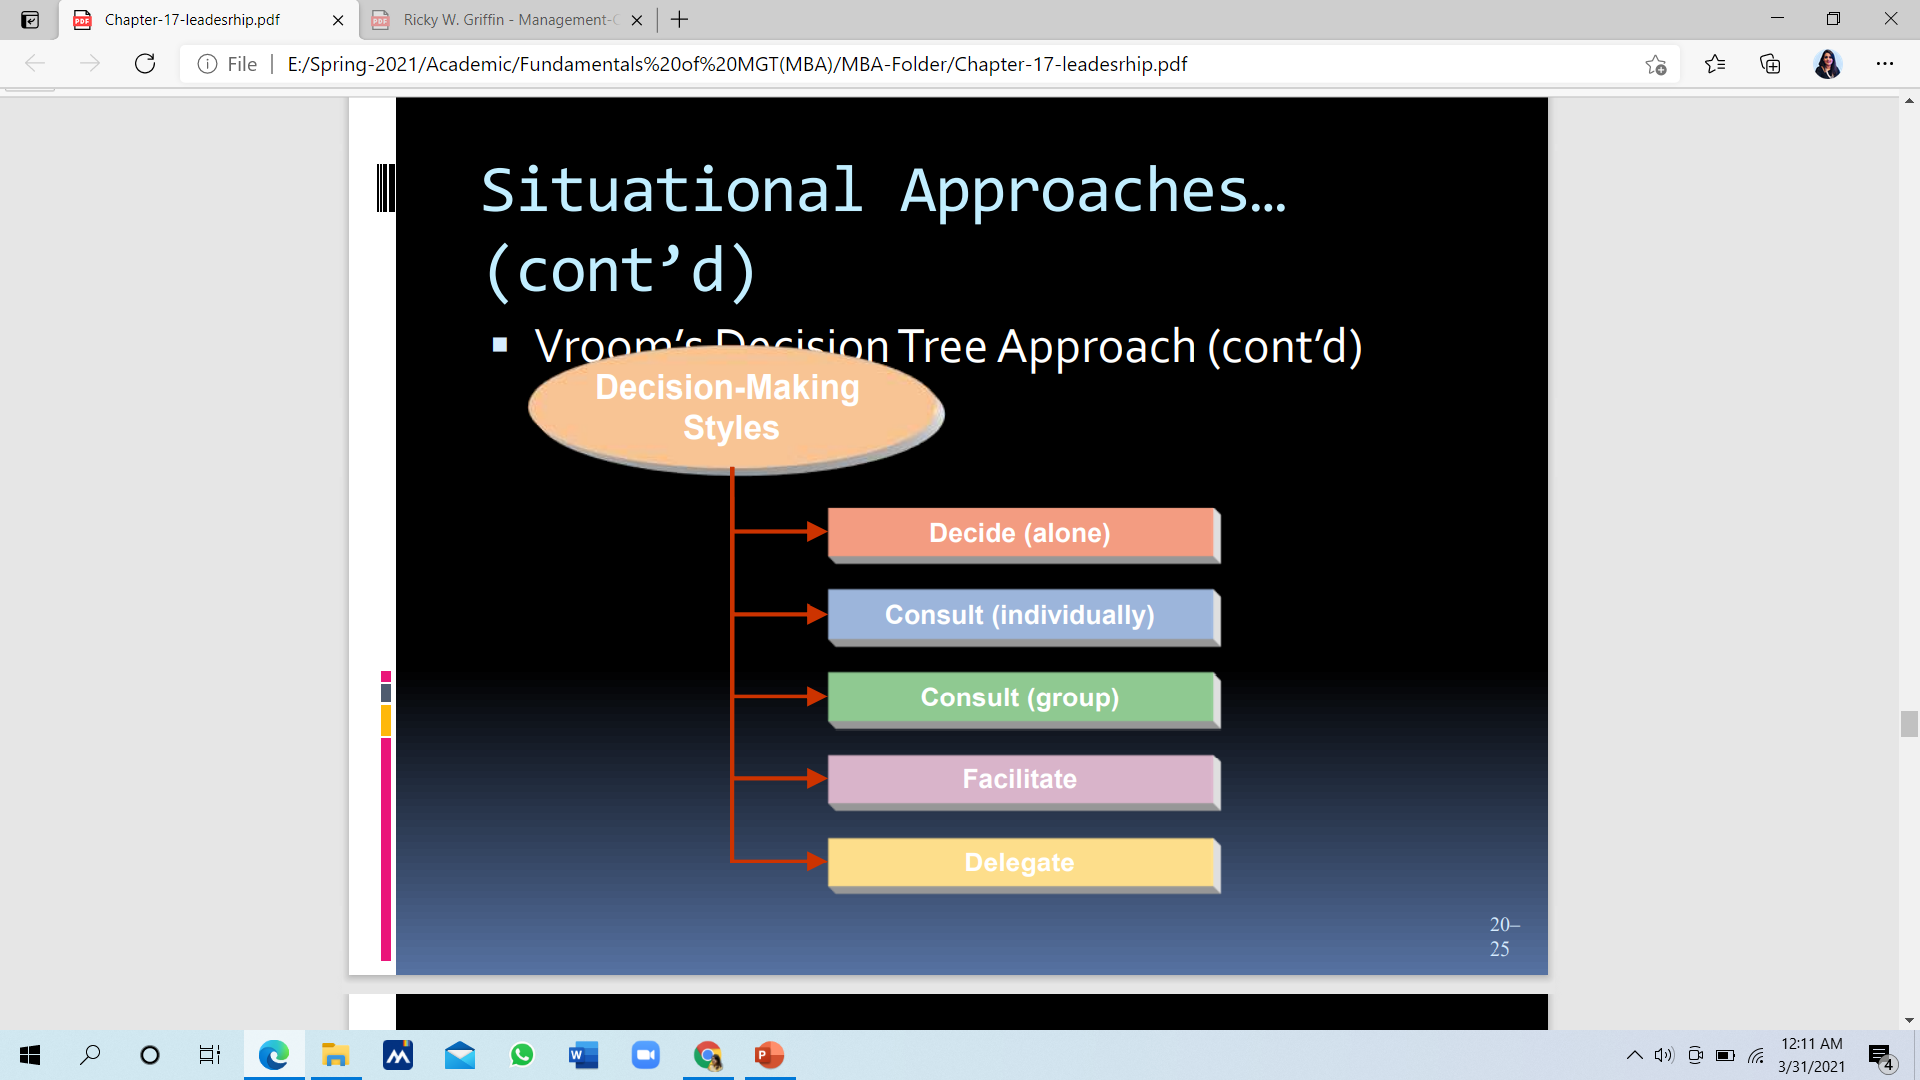 Chapter-17-leadesrhip.pdf
Ricky W. Griffin - Management-
File
E:/Spring-2021/Academic/Fundamentals%20of%20MGT(MBA)/MBA-Folder/Chapter-17-leadesrhip.pdf
Situational Approaches…
(cont’d)
Vroom’s Decision Tree Approach (cont’d)
Decision-Making
Styles
Decide (alone)
Consult (individually)
Consult (group)
Facilitate
Delegate
20–
25
12:11 AM
3/31/2021
4